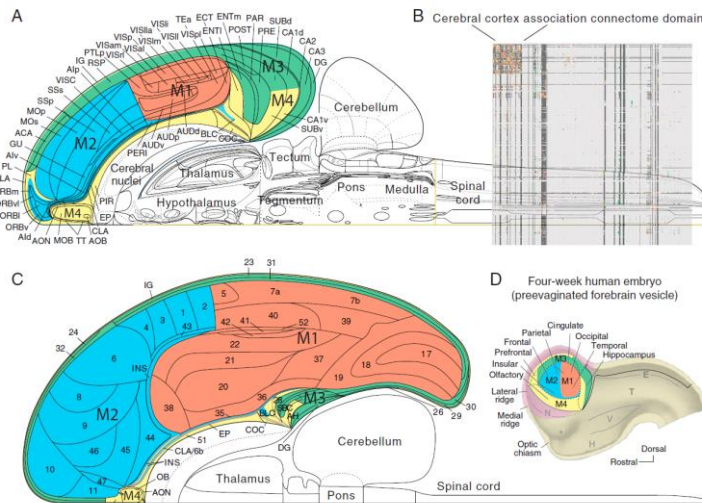 A
VISli
VISp
VISlla
VISam
PTLp
VISrl
IG
RSP
AIp
VISC
SSs
SSp
MOp
MOs
ACA
GU
AIv
PL
ORBvl
ORBl
ORBv
AId
AON
MOB
TT
AOB
CLA
EP
PIR
VISlm
VISal
VISll
VISpl
TEa
ECT
ENTl
ENTm
POST
PAR
PRE
SUBd
CA1d
CA2
CA3
DG
CA1v
SUBv
M1
M2
M3
M4
M4
PERI
AUDv
AUDp
AUDd
BLC
COC
Cerebral
nuclei
Thalamus
Hypothalamus
Tectum
Tegmentum
Pons
Medulla
Cerebellum
Spinal
cord
B
Cerebral cortex association connectome domain
C
23
31
IG
24
32
5
7a
7b
4
3
1
2
43
42
41
40
52
39
6
22
M1
INS
21
37
18
17
8
M2
20
19
9
38
36
28
M3
46
45
44
35
BLC
AH
26
29
30
10
47
11
51
EP
COC
DG
CLA/6b
INS
OB
AON
M4
Thalamus
Cerebellum
Pons
Spinal cord
D
Four-week human embryo
(preevaginated forebrain vesicle)
Cingulate
Parietal
Occipital
Frontal
Temporal
Prefrontal
Hippocampus
Insular
Olfactory
Lateral
ridge
Medial
ridge
Optic
chiasm
M3
M2
M1
M4
E
T
N
V
H
Dorsal
Rostral